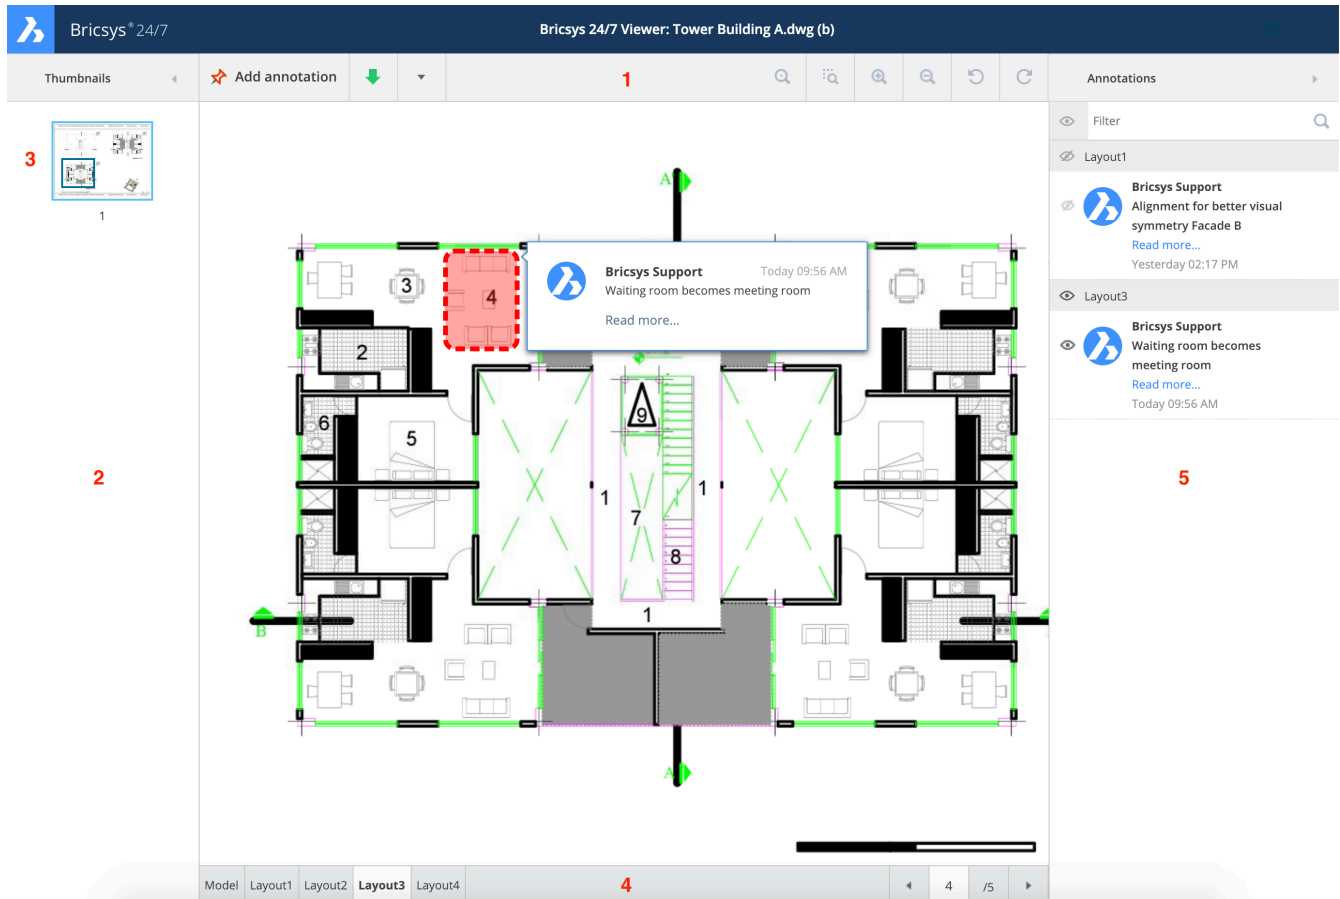 Bricsys® 24/7
Bricsys 24/7 Viewer: Tower Building A.dwg (b)
Thumbnails
Add annotation
1
Annotations
Filter
3
1
Layout1
Bricsys Support
Alignment for better visual
symmetry Facade B
Read more...
Yesterday 02:17 PM
Layout3
Bricsys Support
Waiting room becomes
meeting room
Read more...
Today 09:56 AM
A
Bricsys Support Today 09:56 AM
Waiting room becomes meeting room
Read more...
3
4
2
9
6
5
1
7
1
8
1
B
A
2
5
Model Layout1 Layout2 Layout3 Layout4
4
4 /5